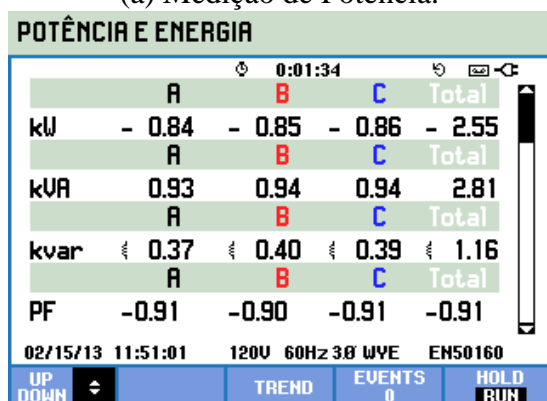 (a) Medição de Potência.
POTÊNCIA E ENERGIA
0:01:34
A B C Total
kW - 0.84 - 0.85 - 0.86 - 2.55
A B C Total
kVA 0.93 0.94 0.94 2.81
A B C Total
kvar 0.37 0.40 0.39 1.16
A B C Total
PF -0.91 -0.90 -0.91 -0.91
02/15/13 11:51:01 120V 60Hz 3.0 WYE EN50160
UP TREND EVENTS HOLD
DOWN 0 RUN